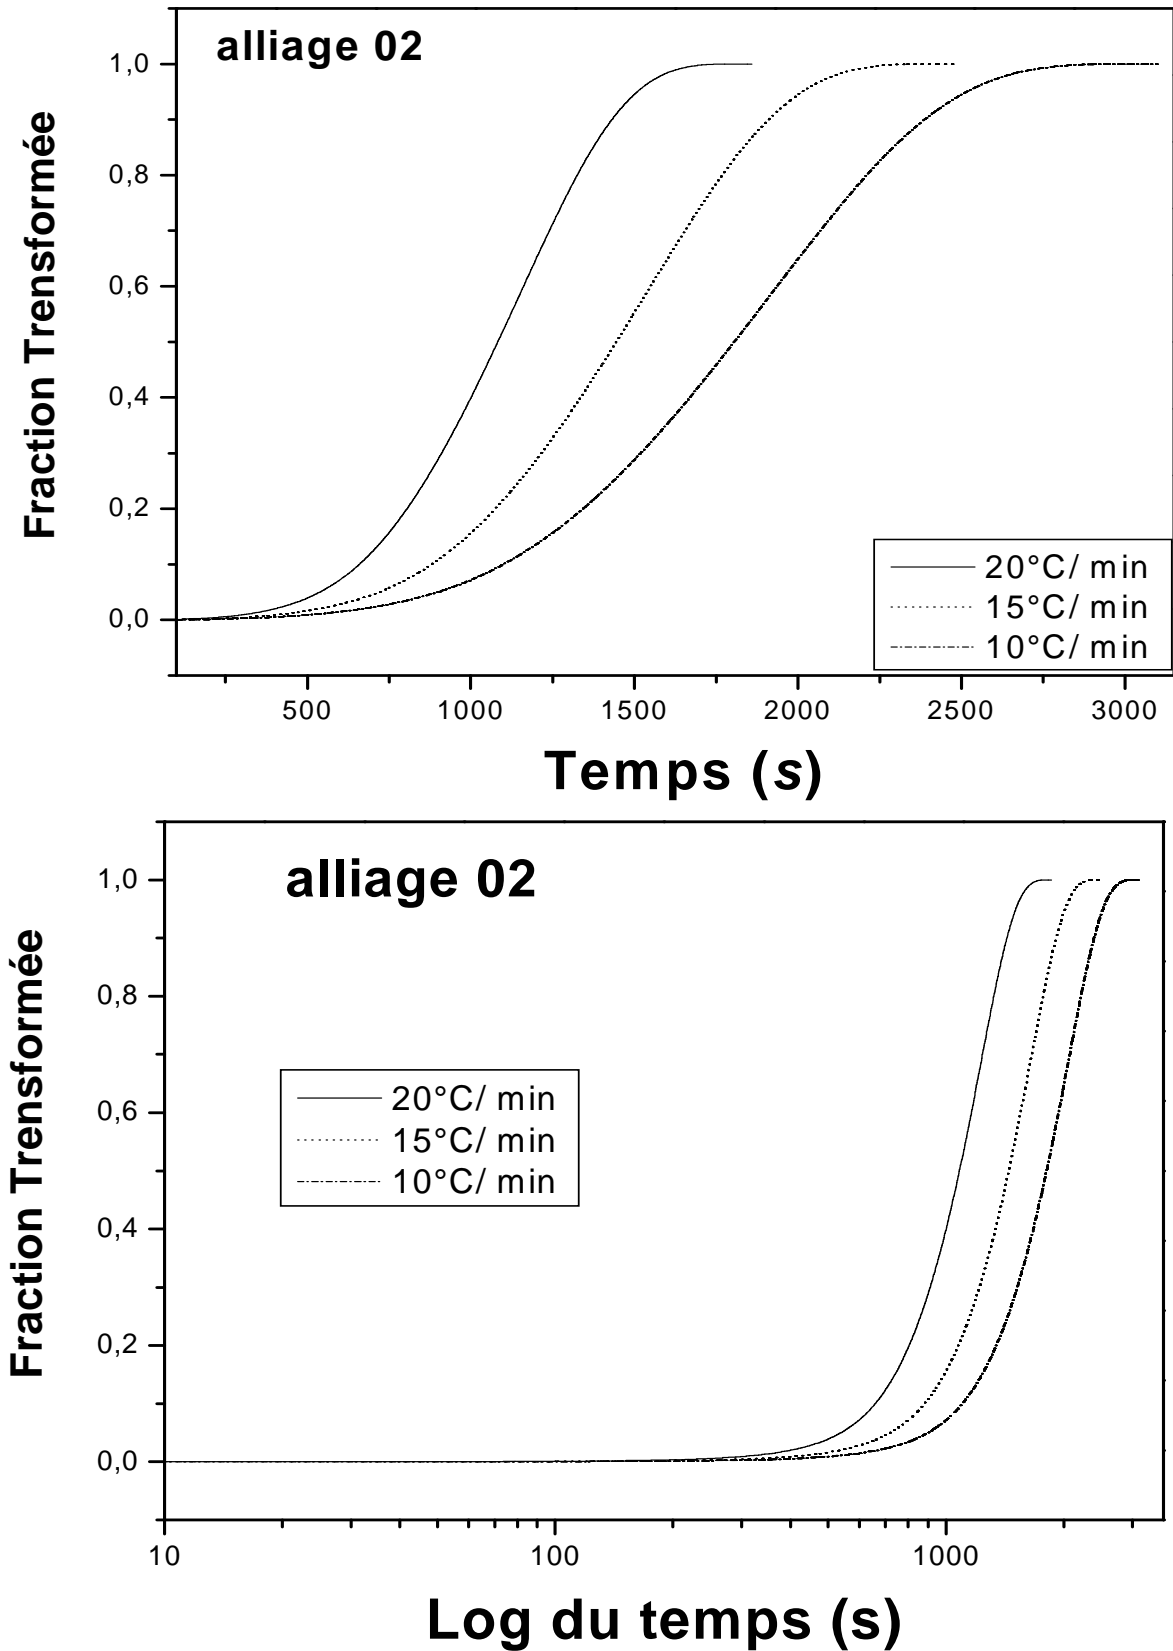 alliage 02
1,0
0,8
0,6
0,4
0,2
0,0
Fraction Trensformée
20°C/ min
15°C/ min
10°C/ min
500
1000
1500
2000
2500
3000
Temps (s)
alliage 02
1,0
0,8
0,6
0,4
0,2
0,0
Fraction Trensformée
20°C/ min
15°C/ min
10°C/ min
10
100
1000
Log du temps (s)